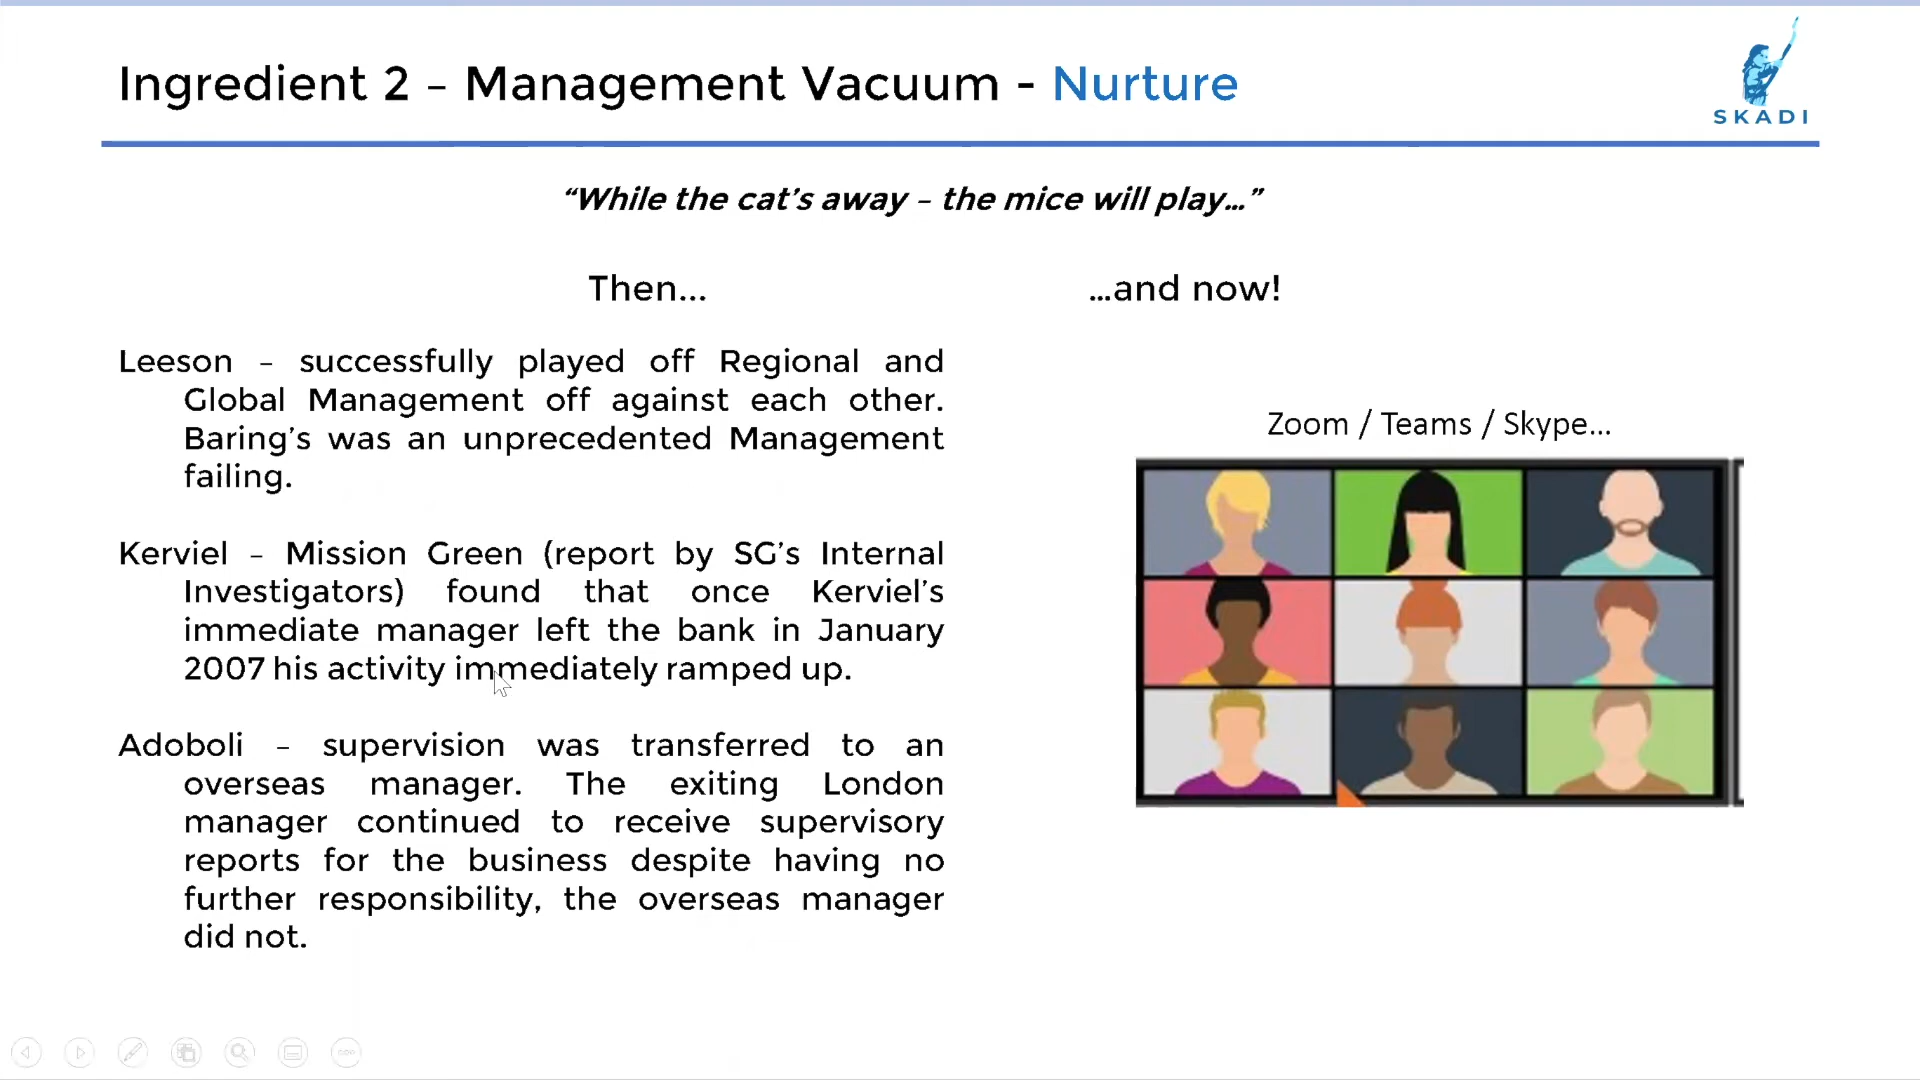 Ingredient 2 – Management Vacuum - Nurture
SKADI
“While the cat’s away – the mice will play…”
Then…
…and now!
Leeson – successfully played off Regional and
Global Management off against each other.
Baring’s was an unprecedented Management
failing.
Kerviel – Mission Green (report by SG’s Internal
Investigators) found that once Kerviel’s
immediate manager left the bank in January
2007 his activity immediately ramped up.
Adoboli – supervision was transferred to an
overseas manager. The exiting London
manager continued to receive supervisory
reports for the business despite having no
further responsibility, the overseas manager
did not.
Zoom / Teams / Skype…